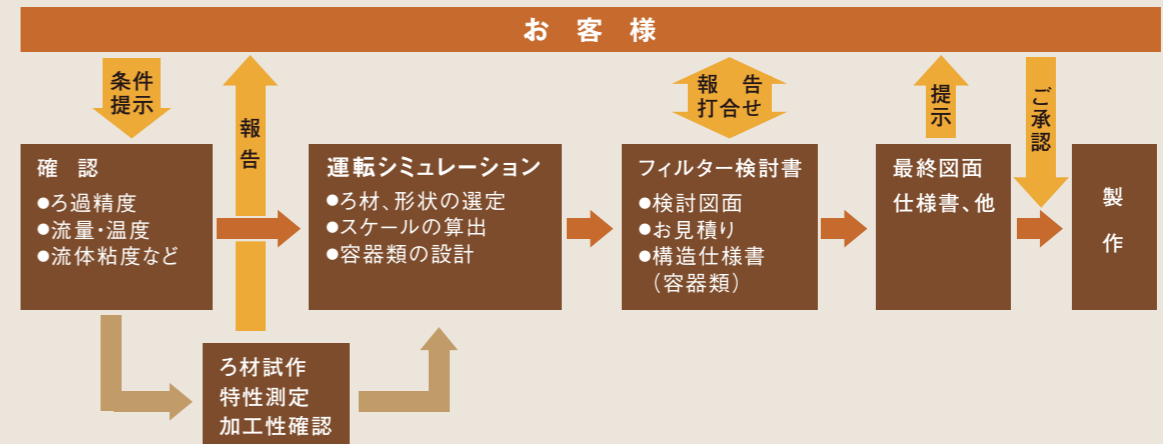 お客様
条件
提示
報告
報告
打合せ
提示
ご承認
確認
●ろ過精度
●流量・温度
●流体粘度など
運転シミュレーション
●ろ材、形状の選定
●スケールの算出
●容器類の設計
フィルター検討書
●検討図面
●お見積り
●構造仕様書
（容器類）
最終図面
仕様書、他
製作
ろ材試作
特性測定
加工性確認